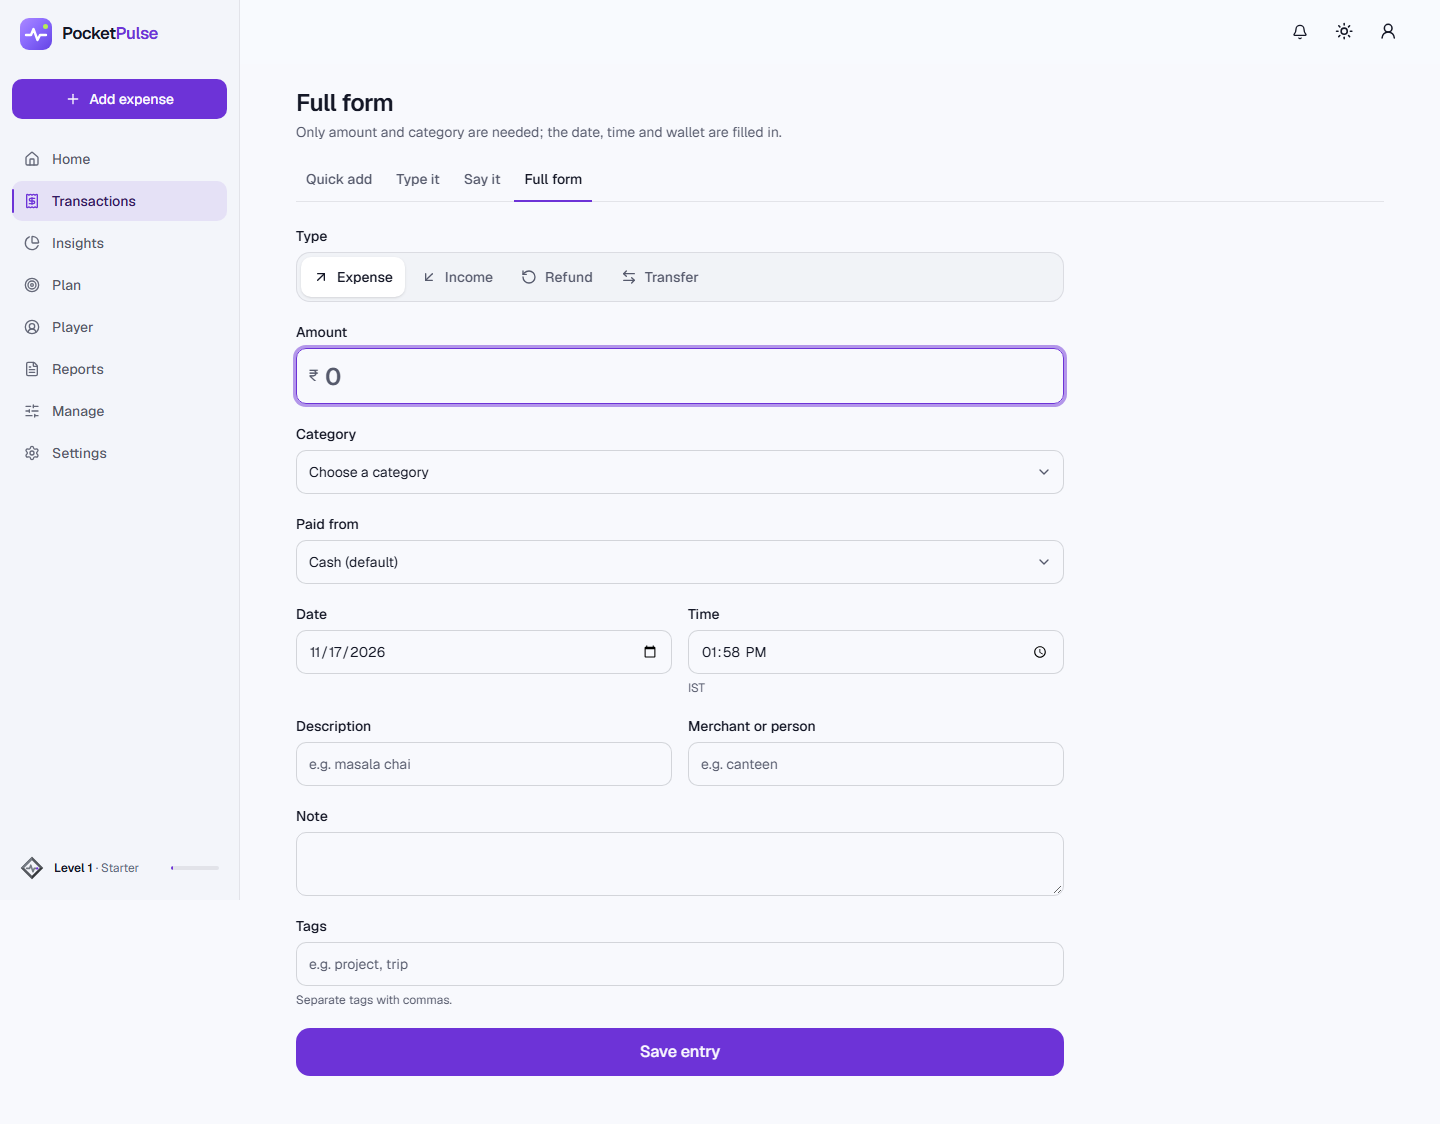 PocketPulse
Add expense
Home
Transactions
Insights
Plan
Player
Reports
Manage
Settings
Level 1 · Starter
Full form
Only amount and category are needed; the date, time and wallet are filled in.
Quick add Type it Say it Full form
Type
Expense Income Refund Transfer
Amount
₹ 0
Category
Choose a category
Paid from
Cash (default)
Date Time
11/17/2026 01:58 PM
IST
Description Merchant or person
e.g. masala chai e.g. canteen
Note
Tags
e.g. project, trip
Separate tags with commas.
Save entry